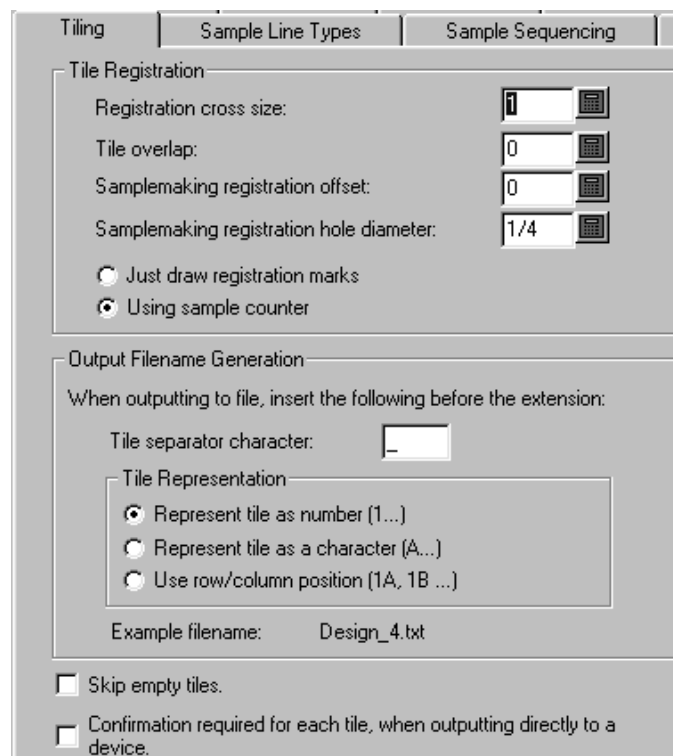 Tiling Sample Line Types Sample Sequencing
Tile Registration
Registration cross size: 1
Tile overlap: 0
Samplemaking registration offset: 0
Samplemaking registration hole diameter: 1/4
Just draw registration marks
Using sample counter
Output Filename Generation
When outputting to file, insert the following before the extension:
Tile separator character: _
Tile Representation
Represent tile as number (1...)
Represent tile as a character (A...)
Use row/column position (1A, 1B ...)
Example filename: Design_4.txt
Skip empty tiles.
Confirmation required for each tile, when outputting directly to a
device.